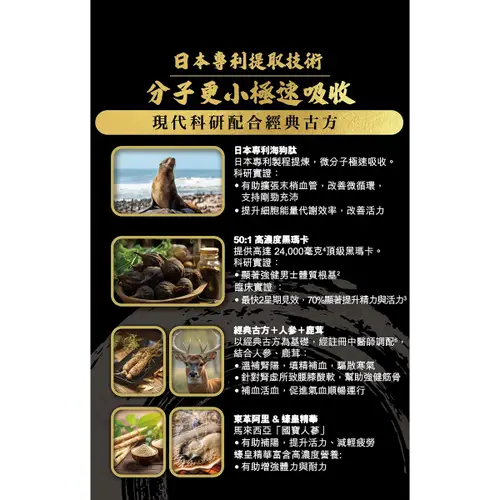 日本專利提取技術
分子更小極速吸收
現代科研配合經典古方
日本專利海狗肽
日本專利製程提煉，微分子極速吸收。
科研實證：
•有助擴張末梢血管，改善微循環，
支持剛勁充沛
•提升細胞能量代謝效率，改善活力
50:1 高濃度黑瑪卡
提供高達 24,000毫克⁴頂級黑瑪卡。
科研實證：
•顯著強健男士體質根基²
臨床實證：
•最快2星期見效，70%顯著提升精力與活力³
經典古方＋人參＋鹿茸
以經典古方為基礎，經註冊中醫師調配⁶，
結合人參、鹿茸：
•溫補腎陽，填精補血，驅散寒氣
•針對腎虛所致腰膝酸軟，幫助強健筋骨
•補血活血，促進氣血順暢運行
東革阿里 & 蠔皇精華
馬來西亞「國寶人蔘」
•有助補陽，提升活力、減輕疲勞
蠔皇精華富含高濃度營養:
•有助增強體力與耐力